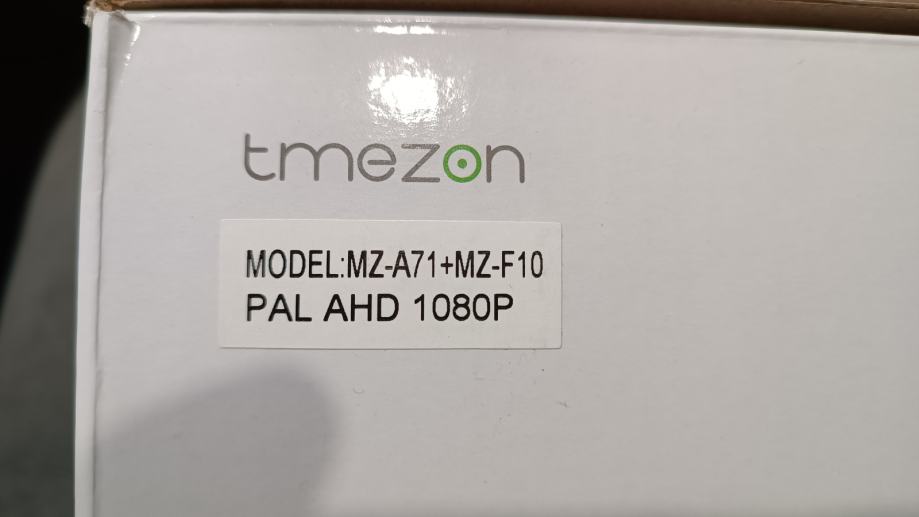 tmezon
MODEL:MZ-A71+MZ-F10
PAL AHD 1080P